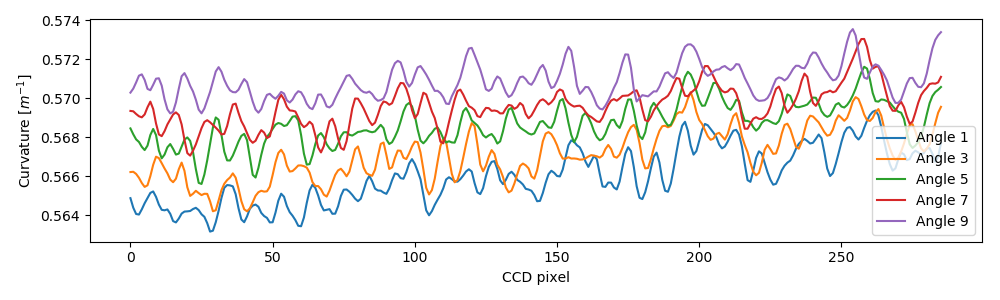 0.574
0.572
0.570
0.568
0.566
0.564
Curvature [$m^{-1}$]
0
50
100
150
200
250
CCD pixel
Angle 1
Angle 3
Angle 5
Angle 7
Angle 9